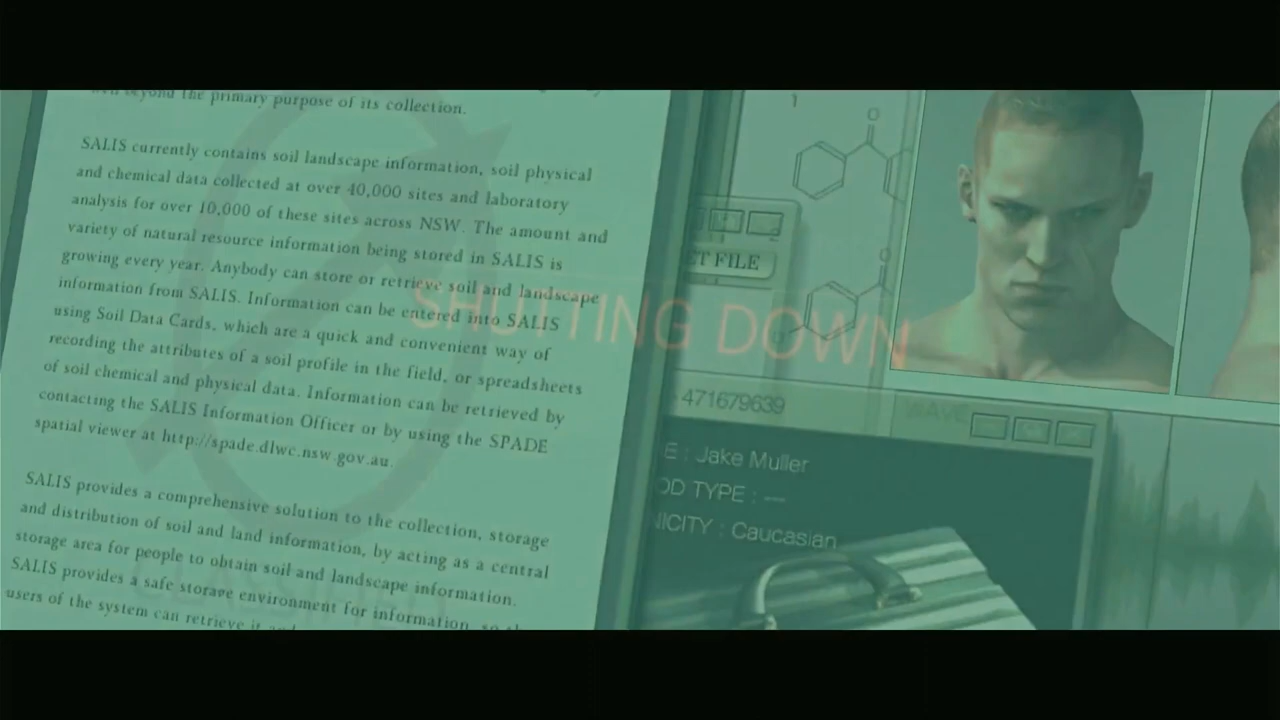 beyond the primary purpose of its collection.
SALIS currently contains soil landscape information, soil physical
and chemical data collected at over 40,000 sites and laboratory
analysis for over 10,000 of these sites across NSW. The amount and
variety of natural resource information being stored in SALIS is
growing every year. Anybody can store or retrieve soil and landscape
information from SALIS. Information can be entered into SALIS
using Soil Data Cards, which are a quick and convenient way of
recording the attributes of a soil profile in the field, or spreadsheets
of soil chemical and physical data. Information can be retrieved by
contacting the SALIS Information Officer or by using the SPADE
spatial viewer at http://spade.dlwc.nsw.gov.au.
SALIS provides a comprehensive solution to the collection, storage
and distribution of soil and land information, by acting as a central
storage area for people to obtain soil and landscape information.
SALIS provides a safe storage environment for information, so
users of the system can retrieve it and
CLASSIFIED
SHUTTING DOWN
1
O
O
O
ET FILE
471679639
WAVE
E : Jake Muller
OD TYPE : ---
NICITY : Caucasian